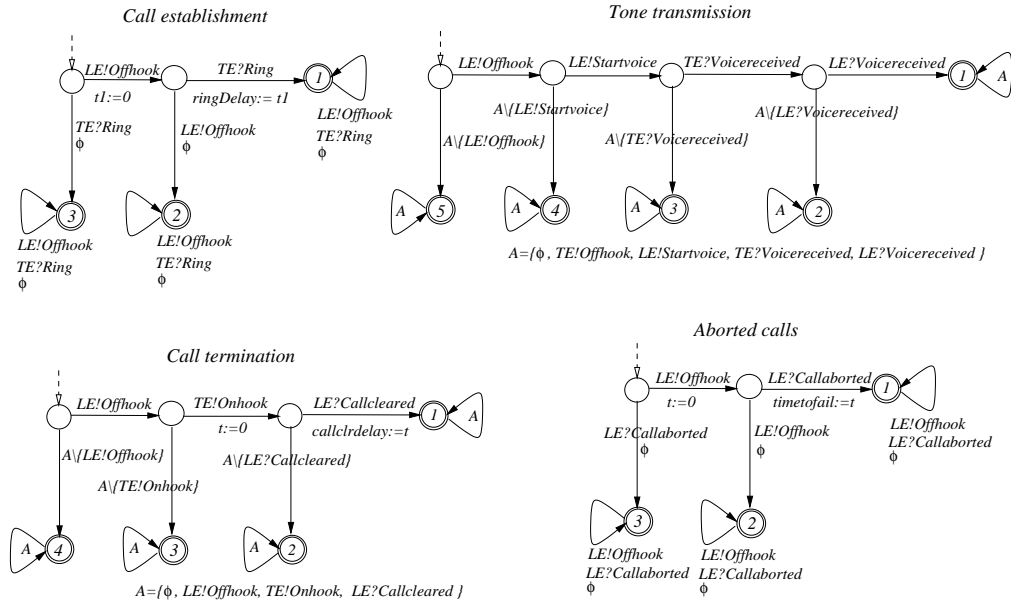 Call establishment
LE!Offhook
t1:=0
TE?Ring
ringDelay:= t1
1
LE!Offhook
TE?Ring
ϕ
TE?Ring
ϕ
LE!Offhook
ϕ
3
2
LE!Offhook
TE?Ring
ϕ
LE!Offhook
TE?Ring
ϕ
Tone transmission
LE!Offhook
LE!Startvoice
TE?Voicereceived
LE?Voicereceived
1
A
A\{LE!Offhook}
A\{LE!Startvoice}
A\{TE?Voicereceived}
A\{LE?Voicereceived}
A
5
A
4
A
3
A
2
A={ϕ, TE!Offhook, LE!Startvoice, TE?Voicereceived, LE?Voicereceived }
Call termination
LE!Offhook
TE!Onhook
t:=0
LE?Callcleared
callclrdelay:=t
1
A
A\{LE!Offhook}
A\{TE!Onhook}
A\{LE?Callcleared}
A
4
A
3
A
2
A={ϕ, LE!Offhook, TE!Onhook, LE?Callcleared }
Aborted calls
LE!Offhook
t:=0
LE?Callaborted
timetofail:=t
1
LE!Offhook
LE?Callaborted
ϕ
LE?Callaborted
ϕ
LE!Offhook
ϕ
3
2
LE!Offhook
LE?Callaborted
ϕ
LE!Offhook
LE?Callaborted
ϕ